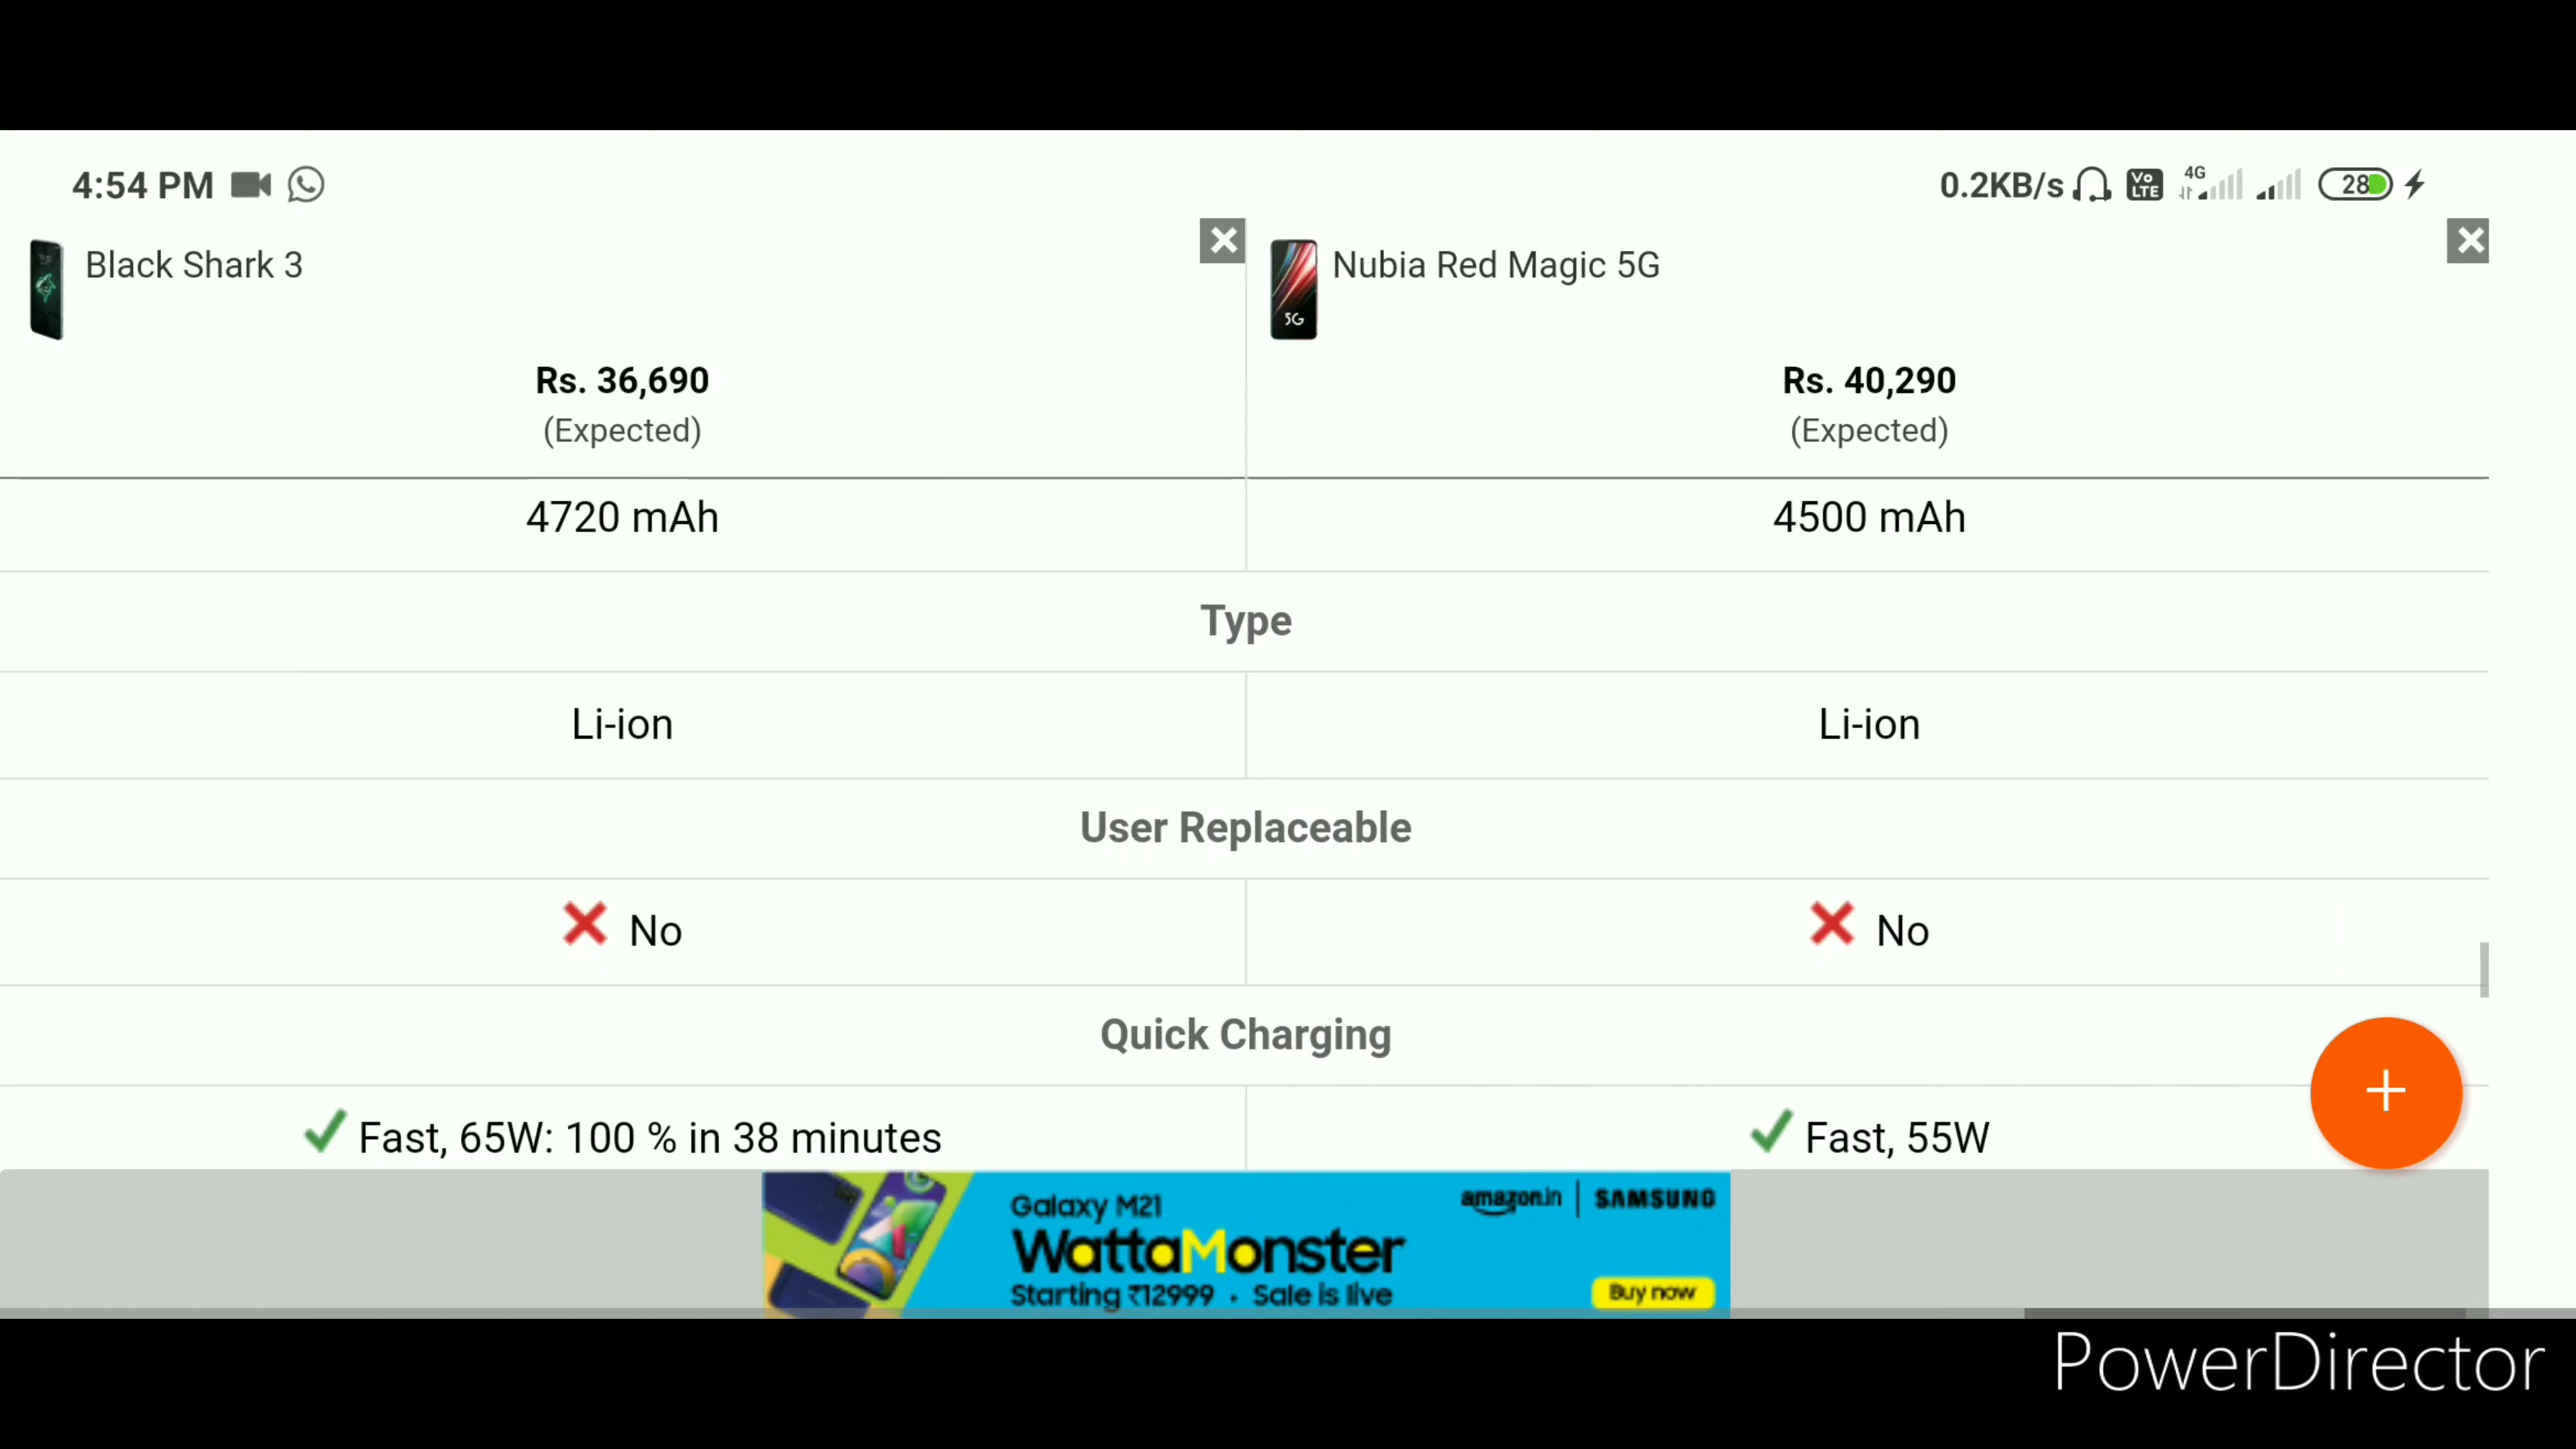 4:54 PM 0.2KB/s Vo LTE 4G 28
Black Shark 3 Nubia Red Magic 5G
5G
Rs. 36,690 Rs. 40,290
(Expected) (Expected)
4720 mAh 4500 mAh
Type
Li-ion Li-ion
User Replaceable
No No
Quick Charging
Fast, 65W: 100 % in 38 minutes Fast, 55W
Galaxy M21 amazon.in | SAMSUNG
WattaMonster
Starting ₹12999 · Sale is live Buy now
PowerDirector